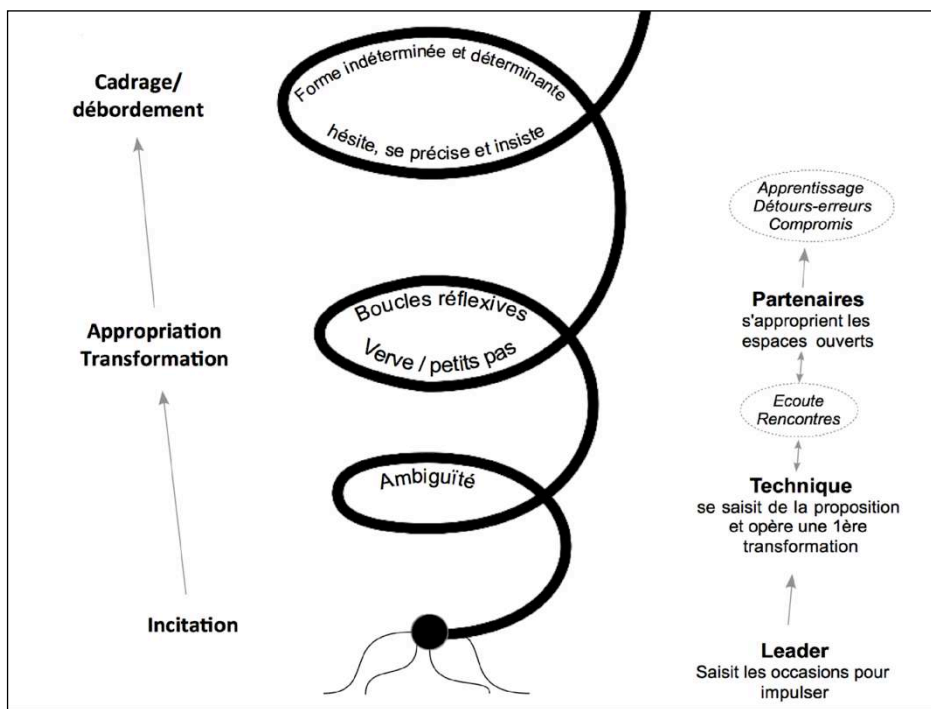 Cadrage/
débordement
Appropriation
Transformation
Incitation
Forme indéterminée et déterminante
hésite, se précise et insiste
Boucles réflexives
Verve / petits pas
Ambiguïté
Apprentissage
Détours-erreurs
Compromis
Partenaires
s'approprient les
espaces ouverts
Ecoute
Rencontres
Technique
se saisit de la proposition
et opère une 1ère
transformation
Leader
Saisit les occasions pour
impulser